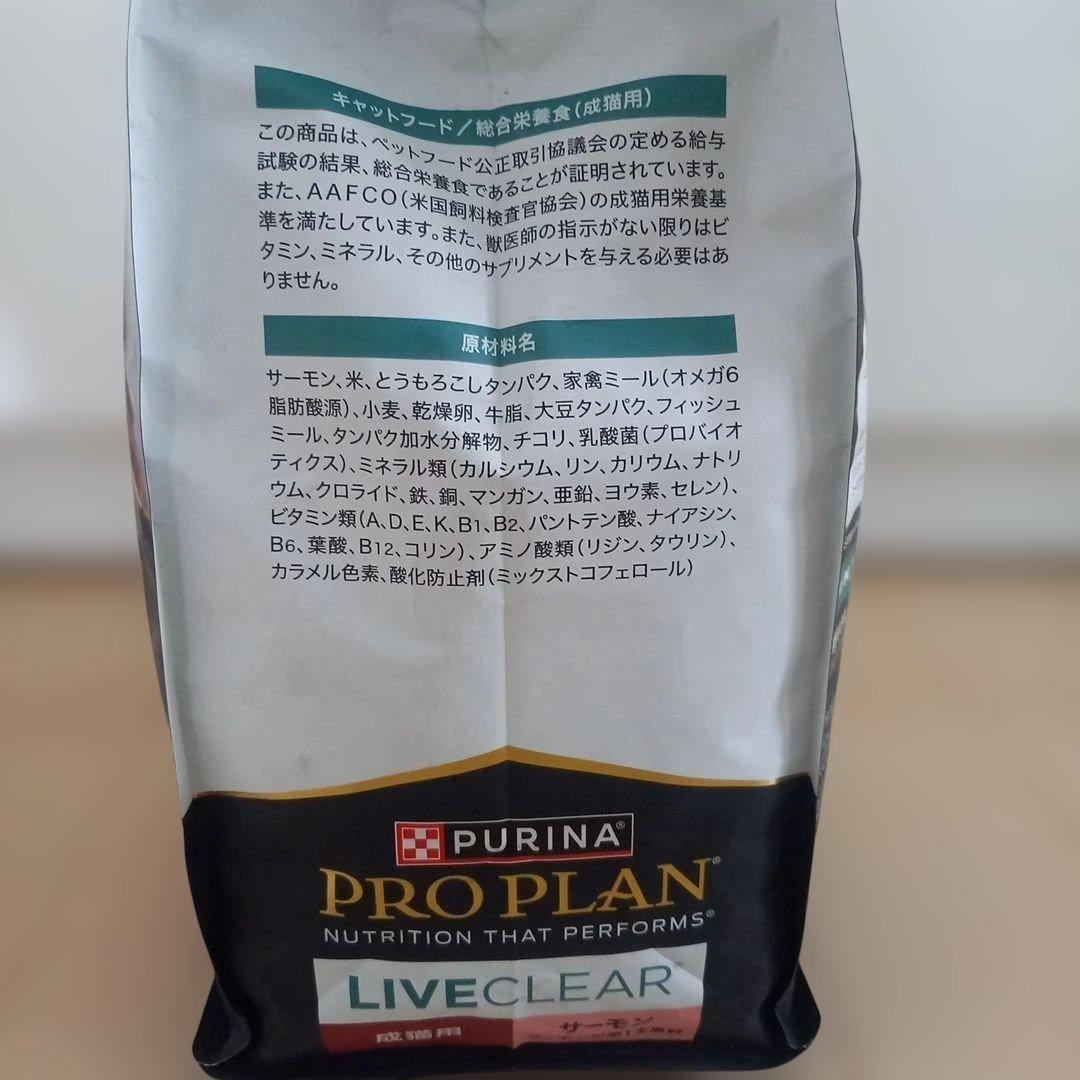 キャットフード／総合栄養食(成猫用)
この商品は、ペットフード公正取引協議会の定める給与
試験の結果、総合栄養食であることが証明されています。
また、AAFCO(米国飼料検査官協会)の成猫用栄養基
準を満たしています。また、獣医師の指示がない限りはビ
タミン、ミネラル、その他のサプリメントを与える必要はあ
りません。
原材料名
サーモン、米、とうもろこしタンパク、家禽ミール(オメガ6
脂肪酸源)、小麦、乾燥卵、牛脂、大豆タンパク、フィッシュ
ミール、タンパク加水分解物、チコリ、乳酸菌(プロバイオ
ティクス)、ミネラル類(カルシウム、リン、カリウム、ナトリ
ウム、クロライド、鉄、銅、マンガン、亜鉛、ヨウ素、セレン)、
ビタミン類(A、D、E、K、B1、B2、パントテン酸、ナイアシン、
B6、葉酸、B12、コリン)、アミノ酸類(リジン、タウリン)、
カラメル色素、酸化防止剤(ミックストコフェロール)
PURINA®
PRO PLAN®
NUTRITION THAT PERFORMS®
LIVECLEAR®
成猫用 サーモン